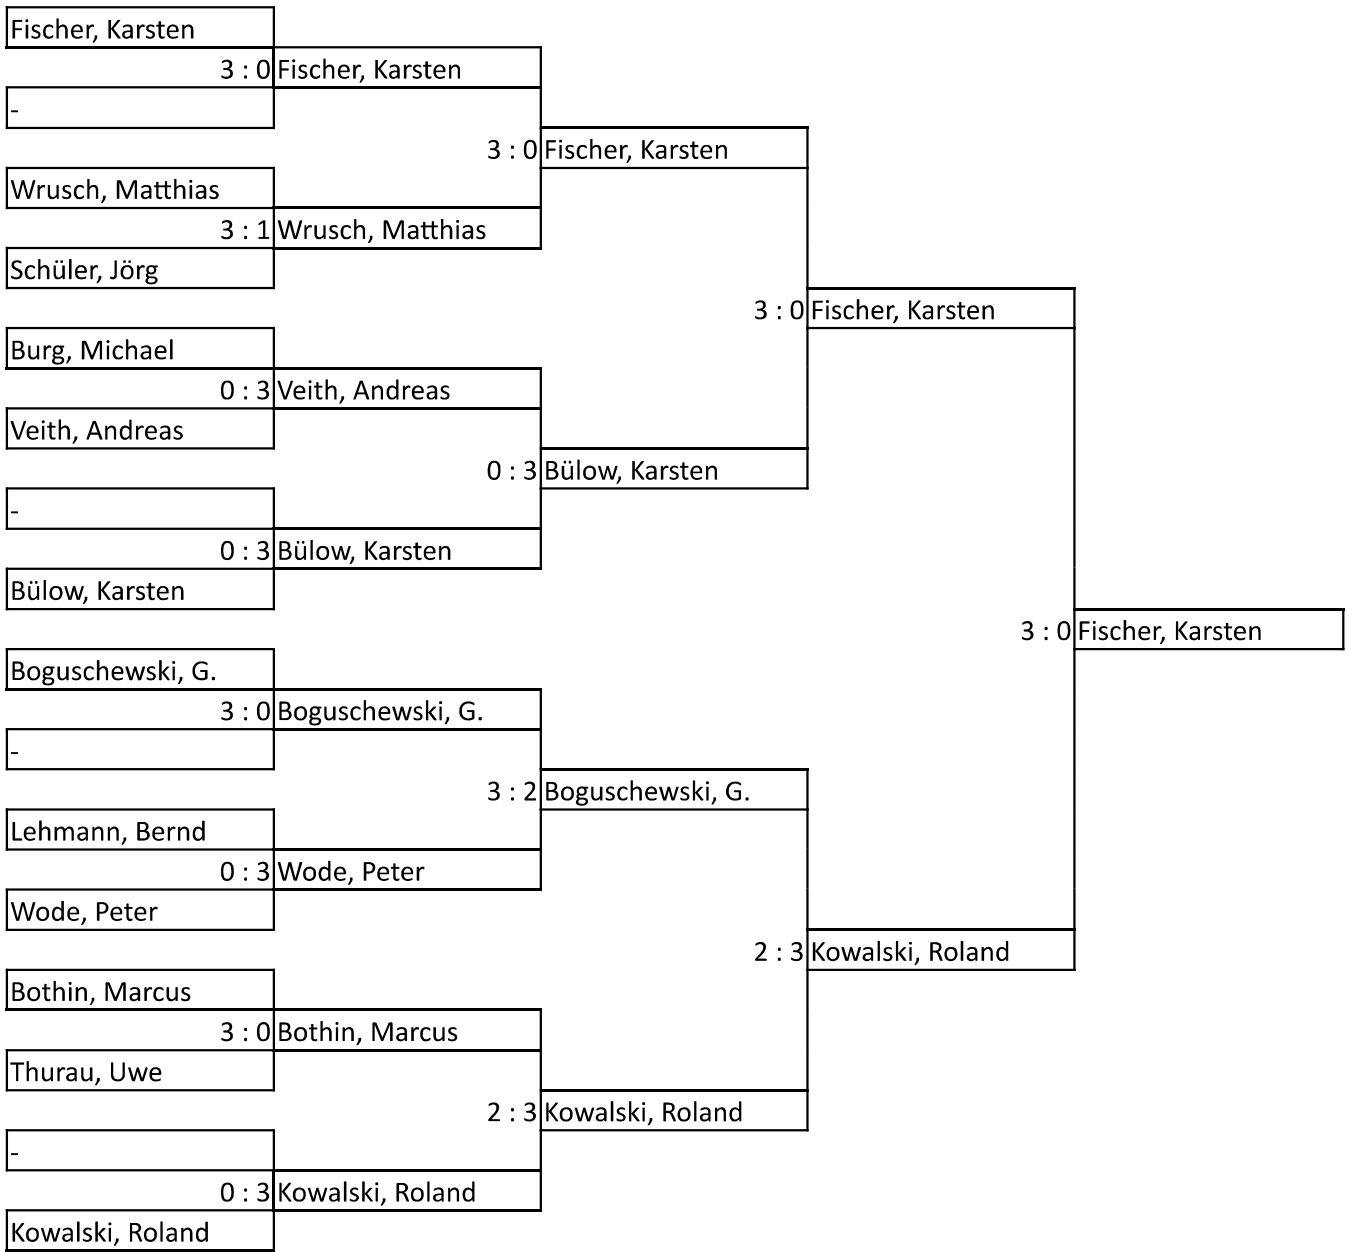 Fischer, Karsten
3 : 0 Fischer, Karsten
-
3 : 0 Fischer, Karsten
Wrusch, Matthias
3 : 1 Wrusch, Matthias
Schüler, Jörg
3 : 0 Fischer, Karsten
Burg, Michael
0 : 3 Veith, Andreas
Veith, Andreas
0 : 3 Bülow, Karsten
-
0 : 3 Bülow, Karsten
Bülow, Karsten
3 : 0 Fischer, Karsten
Boguschewski, G.
3 : 0 Boguschewski, G.
-
3 : 2 Boguschewski, G.
Lehmann, Bernd
0 : 3 Wode, Peter
Wode, Peter
2 : 3 Kowalski, Roland
Bothin, Marcus
3 : 0 Bothin, Marcus
Thurau, Uwe
2 : 3 Kowalski, Roland
-
0 : 3 Kowalski, Roland
Kowalski, Roland